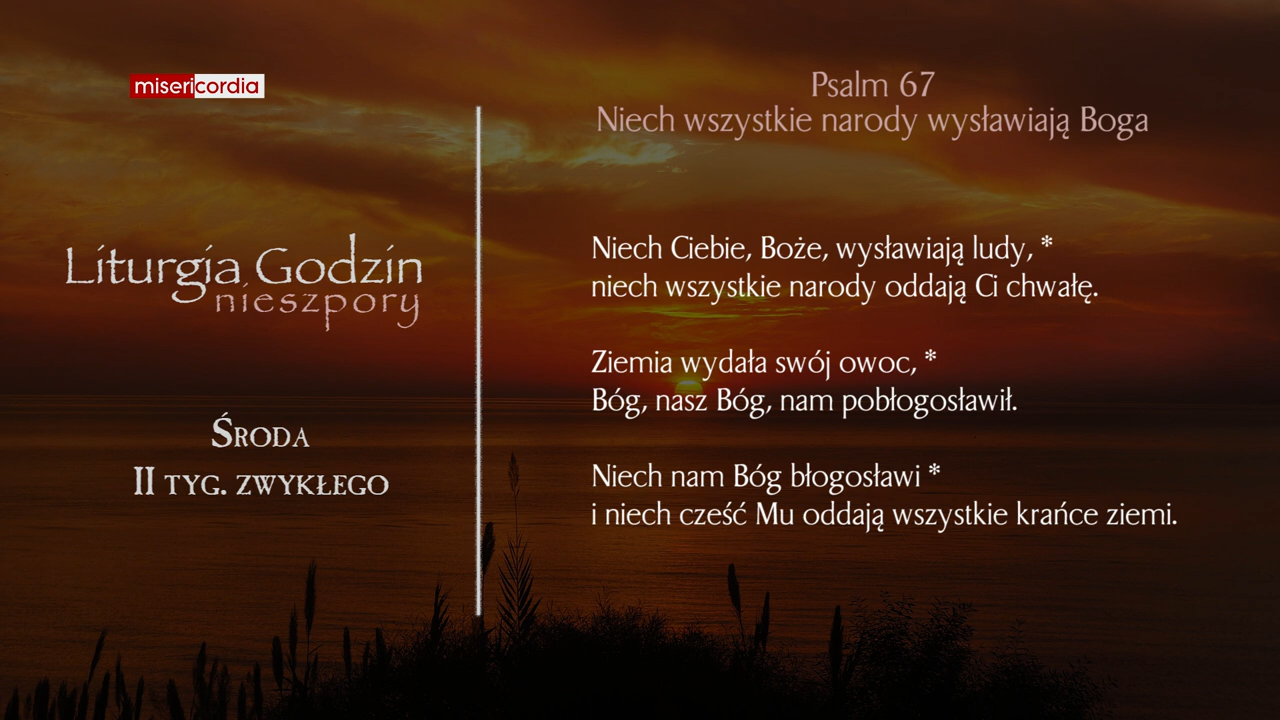 misericordia
Liturgia Godzin
nieszpory
Środa
II tyg. zwykłego
Psalm 67
Niech wszystkie narody wysławiają Boga
Niech Ciebie, Boże, wysławiają ludy, *
niech wszystkie narody oddają Ci chwałę.
Ziemia wydała swój owoc, *
Bóg, nasz Bóg, nam pobłogosławił.
Niech nam Bóg błogosławi *
i niech cześć Mu oddają wszystkie krańce ziemi.